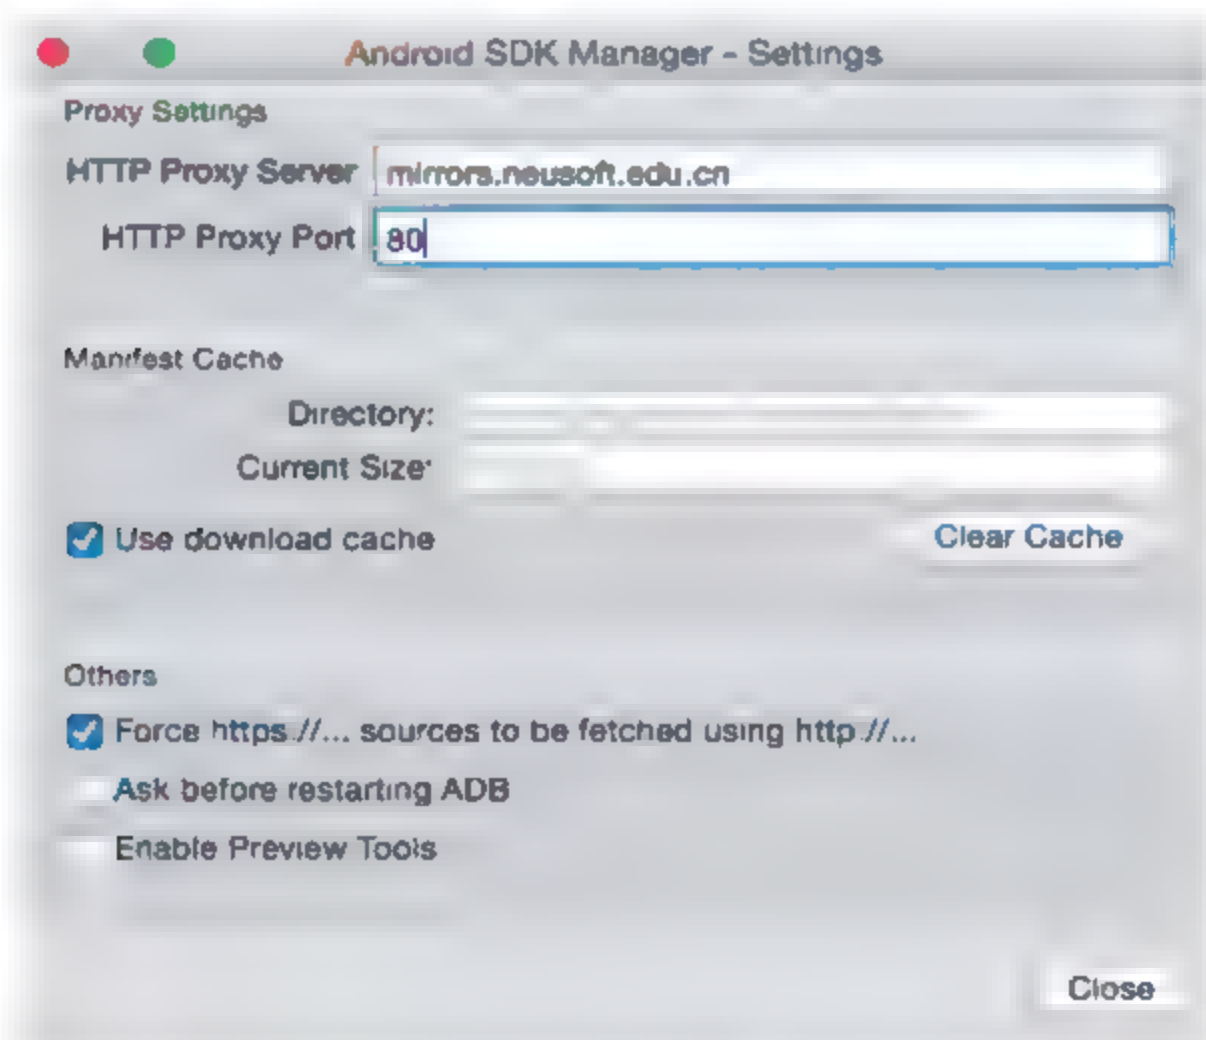 Android SDK Manager - Settings
Proxy Settings
HTTP Proxy Server mirrors.neusoft.edu.cn
HTTP Proxy Port 80
Manifest Cache
Directory:
Current Size:
Use download cache
Clear Cache
Others
Force https://... sources to be fetched using http://...
Ask before restarting ADB
Enable Preview Tools
Close